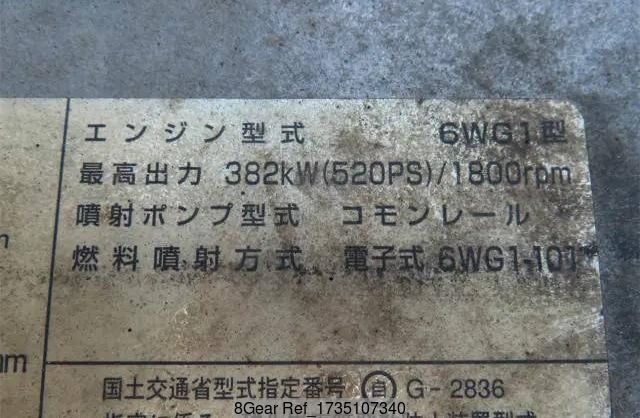 エンジン型式 6WG1型
最高出力 382kW(520PS)/1800rpm
噴射ポンプ型式 コモンレール
燃料噴射方式 電子式 6WG1-101
国土交通省型式指定番号 自 G-2836
8Gear Ref_1735107340